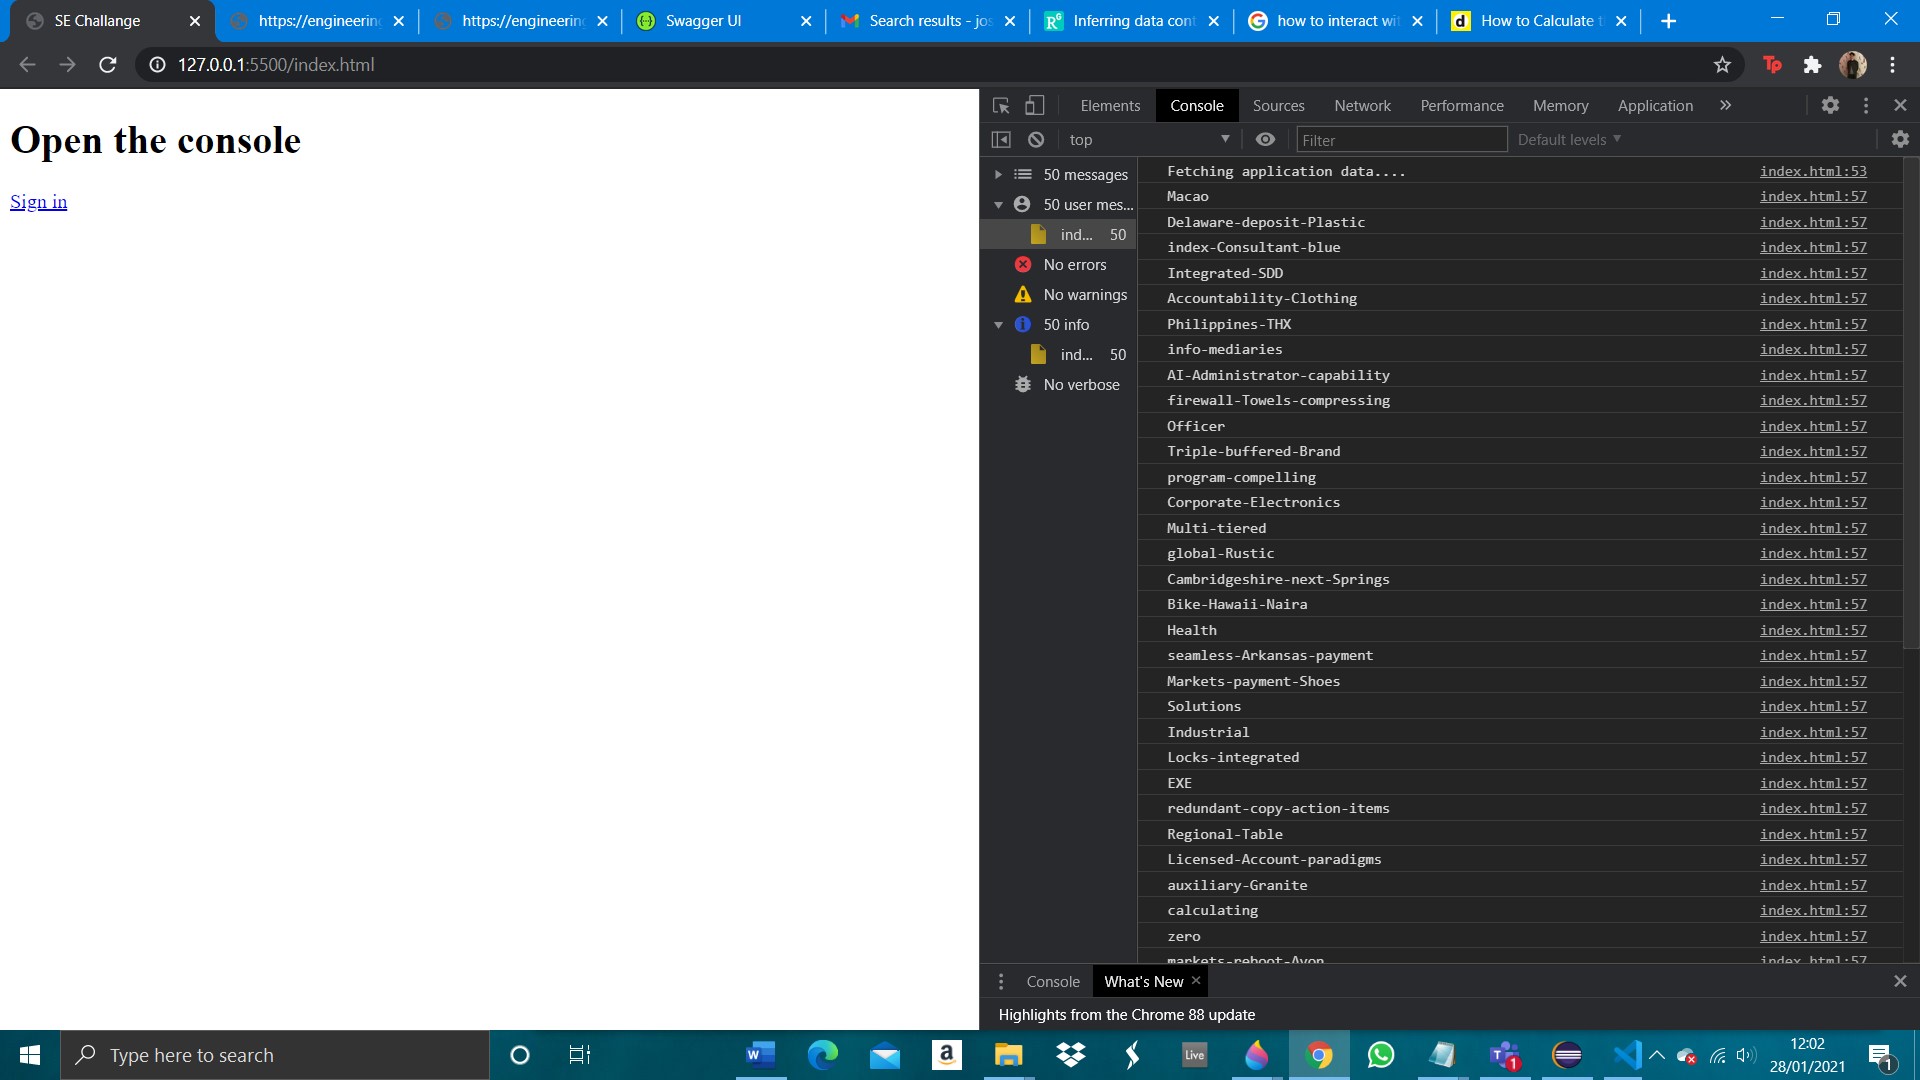 SE Challange
https://engineering
https://engineering
Swagger UI
Search results - jos
Inferring data cont
how to interact wi
How to Calculate t
127.0.0.1:5500/index.html
Open the console
Sign in
Elements Console Sources Network Performance Memory Application
top Filter Default levels
50 messages
50 user mes...
ind... 50
No errors
No warnings
50 info
ind... 50
No verbose
Fetching application data.... index.html:53
Macao index.html:57
Delaware-deposit-Plastic index.html:57
index-Consultant-blue index.html:57
Integrated-SDD index.html:57
Accountability-Clothing index.html:57
Philippines-THX index.html:57
info-mediaries index.html:57
AI-Administrator-capability index.html:57
firewall-Towels-compressing index.html:57
Officer index.html:57
Triple-buffered-Brand index.html:57
program-compelling index.html:57
Corporate-Electronics index.html:57
Multi-tiered index.html:57
global-Rustic index.html:57
Cambridgeshire-next-Springs index.html:57
Bike-Hawaii-Naira index.html:57
Health index.html:57
seamless-Arkansas-payment index.html:57
Markets-payment-Shoes index.html:57
Solutions index.html:57
Industrial index.html:57
Locks-integrated index.html:57
EXE index.html:57
redundant-copy-action-items index.html:57
Regional-Table index.html:57
Licensed-Account-paradigms index.html:57
auxiliary-Granite index.html:57
calculating index.html:57
zero index.html:57
markets-reboot-Avon index.html:57
Console What's New
Highlights from the Chrome 88 update
Type here to search
Live
1
12:02
28/01/2021
1